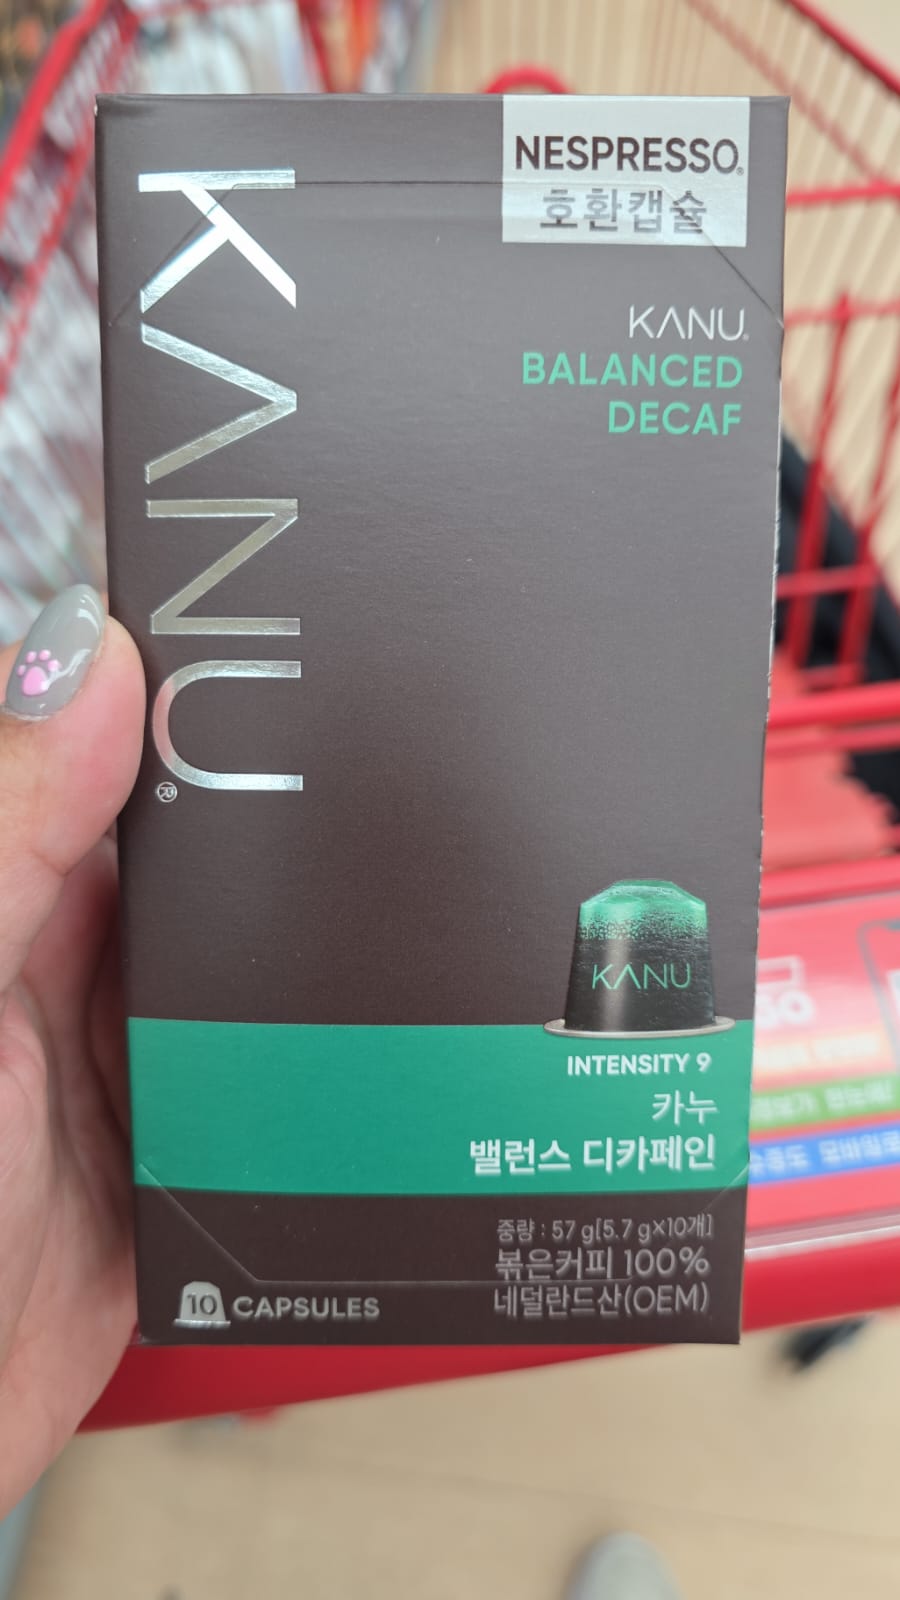 KANU®
NESPRESSO®
호환캡슐
KANU®
BALANCED
DECAF
KANU
INTENSITY 9
카누
밸런스 디카페인
중량 : 57 g[5.7 g×10개]
볶은커피 100%
네덜란드산(OEM)
10 CAPSULES